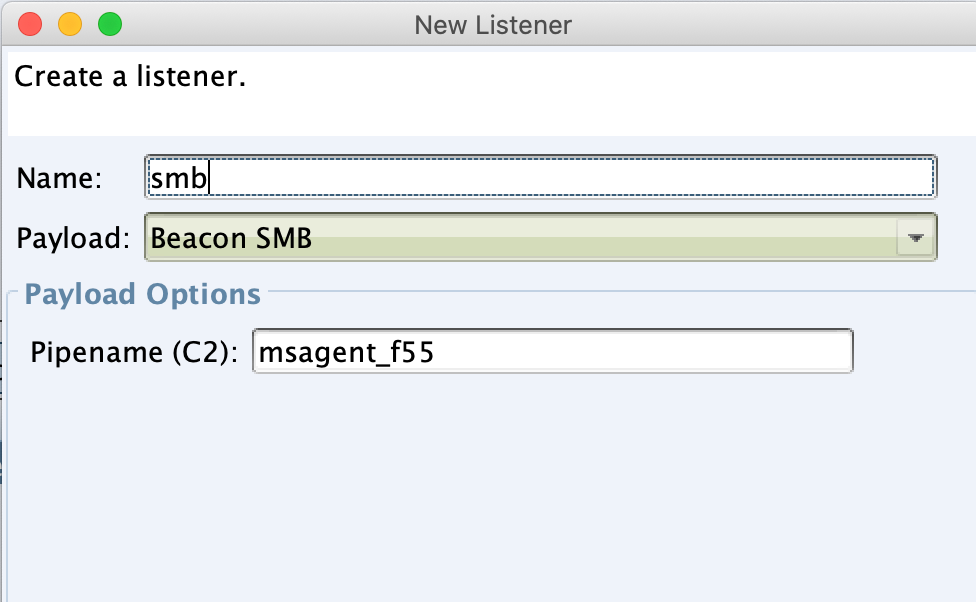 New Listener
Create a listener.
Name: smb
Payload: Beacon SMB
Payload Options
Pipename (C2): msagent_f55